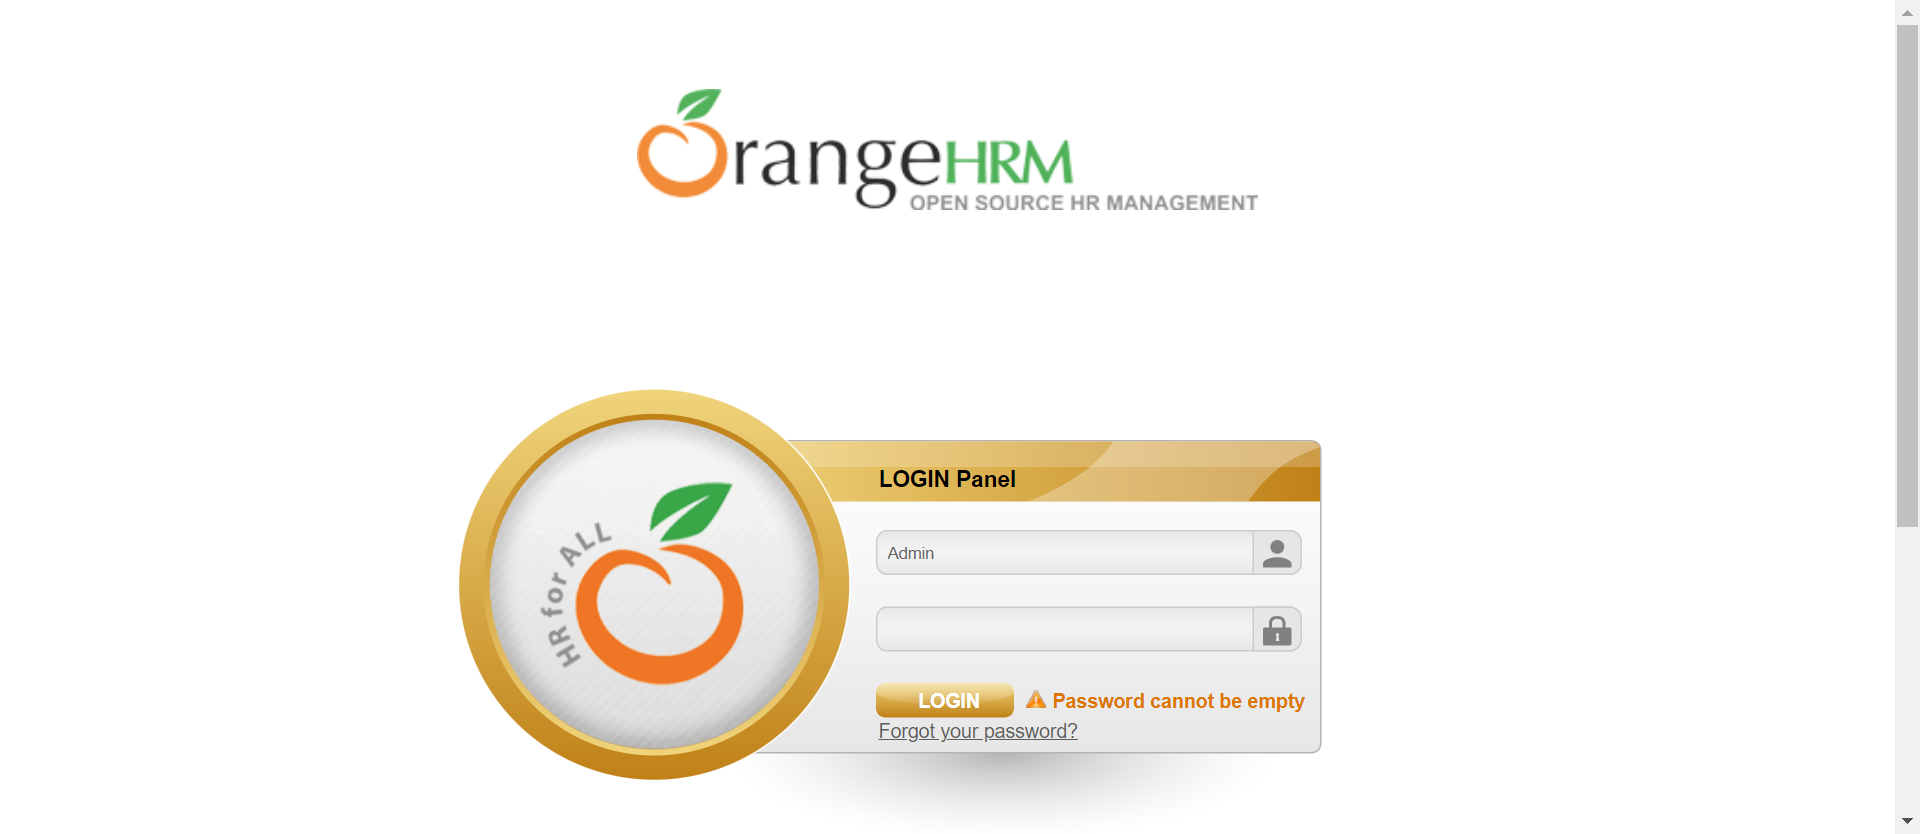 OrangeHRM
OPEN SOURCE HR MANAGEMENT
HR for ALL
LOGIN Panel
Admin
LOGIN
Password cannot be empty
Forgot your password?